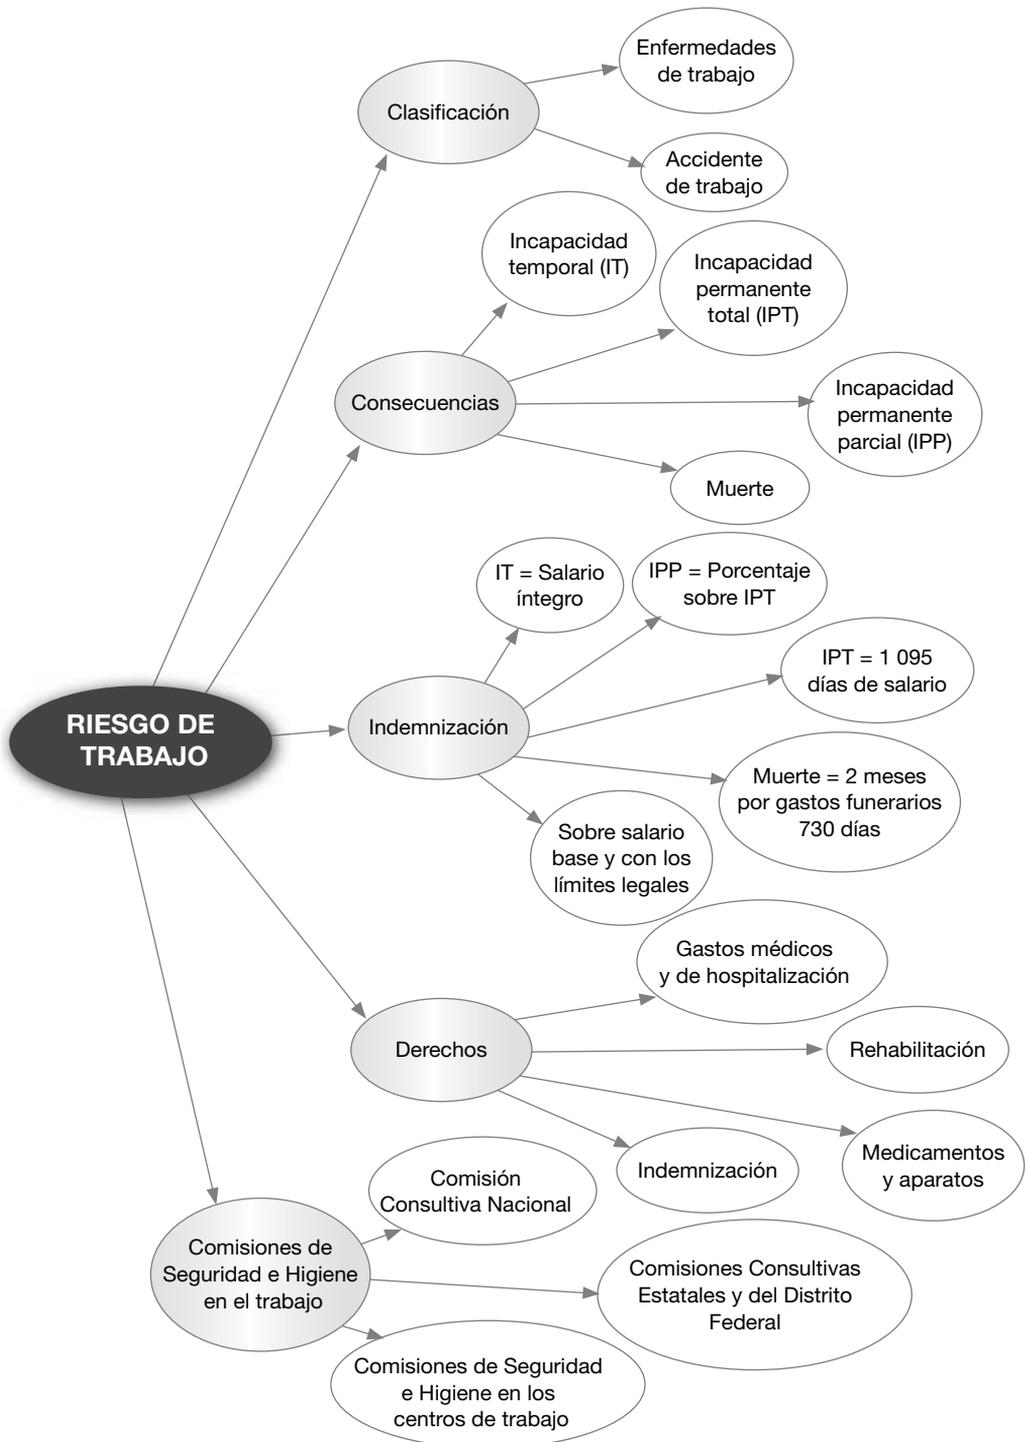 Enfermedades
de trabajo
Clasificación
Accidente
de trabajo
Incapacidad
temporal (IT)
Incapacidad
permanente
total (IPT)
Consecuencias
Incapacidad
permanente
parcial (IPP)
Muerte
IT = Salario
íntegro
IPP = Porcentaje
sobre IPT
IPT = 1 095
días de salario
RIESGO DE
TRABAJO
Indemnización
Muerte = 2 meses
por gastos funerarios
730 días
Sobre salario
base y con los
límites legales
Gastos médicos
y de hospitalización
Derechos
Rehabilitación
Medicamentos
y aparatos
Indemnización
Comisión
Consultiva Nacional
Comisiones de
Seguridad e Higiene
en el trabajo
Comisiones Consultivas
Estatales y del Distrito
Federal
Comisiones de Seguridad
e Higiene en los
centros de trabajo